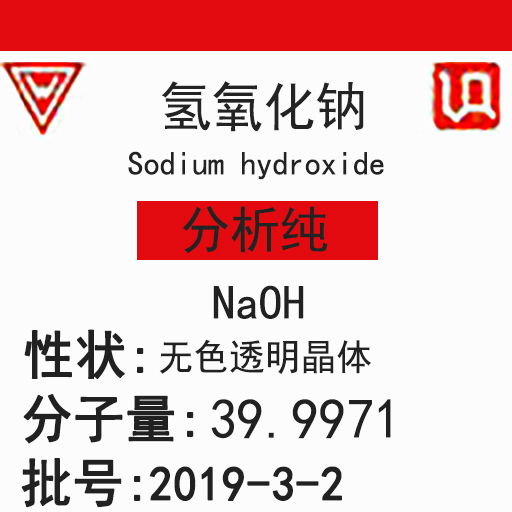 氢氧化钠
Sodium hydroxide
分析纯
NaOH
性状:无色透明晶体
分子量:39.9971
批号:2019-3-2